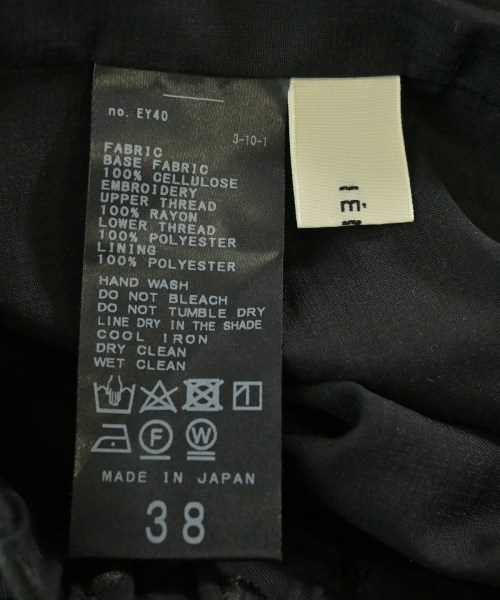 no. EY40
3-10-1
FABRIC
BASE FABRIC
100% CELLULOSE
EMBROIDERY
UPPER THREAD
100% RAYON
LOWER THREAD
100% POLYESTER
LINING
100% POLYESTER
HAND WASH
DO NOT BLEACH
DO NOT TUMBLE DRY
LINE DRY IN THE SHADE
COOL IRON
DRY CLEAN
WET CLEAN
F
W
MADE IN JAPAN
38